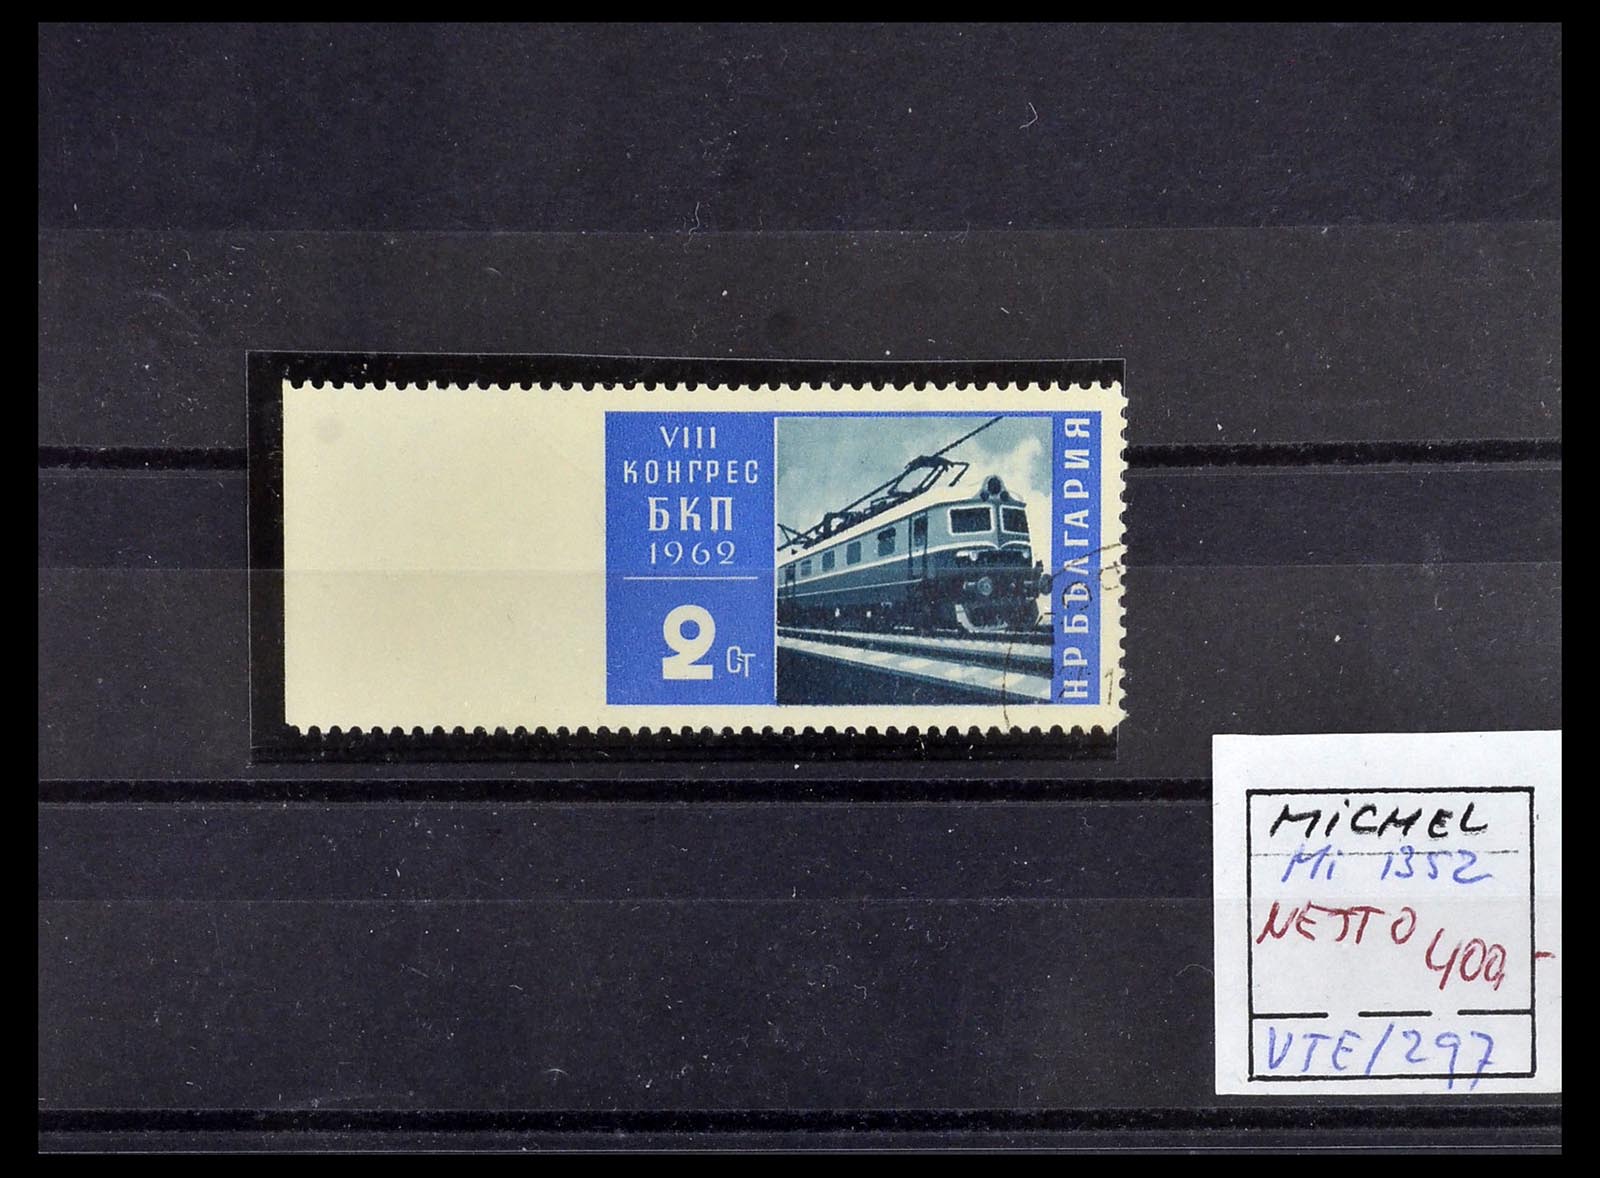 VIII
КОНГРЕС
БКП
1962
2 Ст
Н Р БЪЛГАРИЯ
MiCHEL
Mi 1352
NETTO 400,-
VTE/297